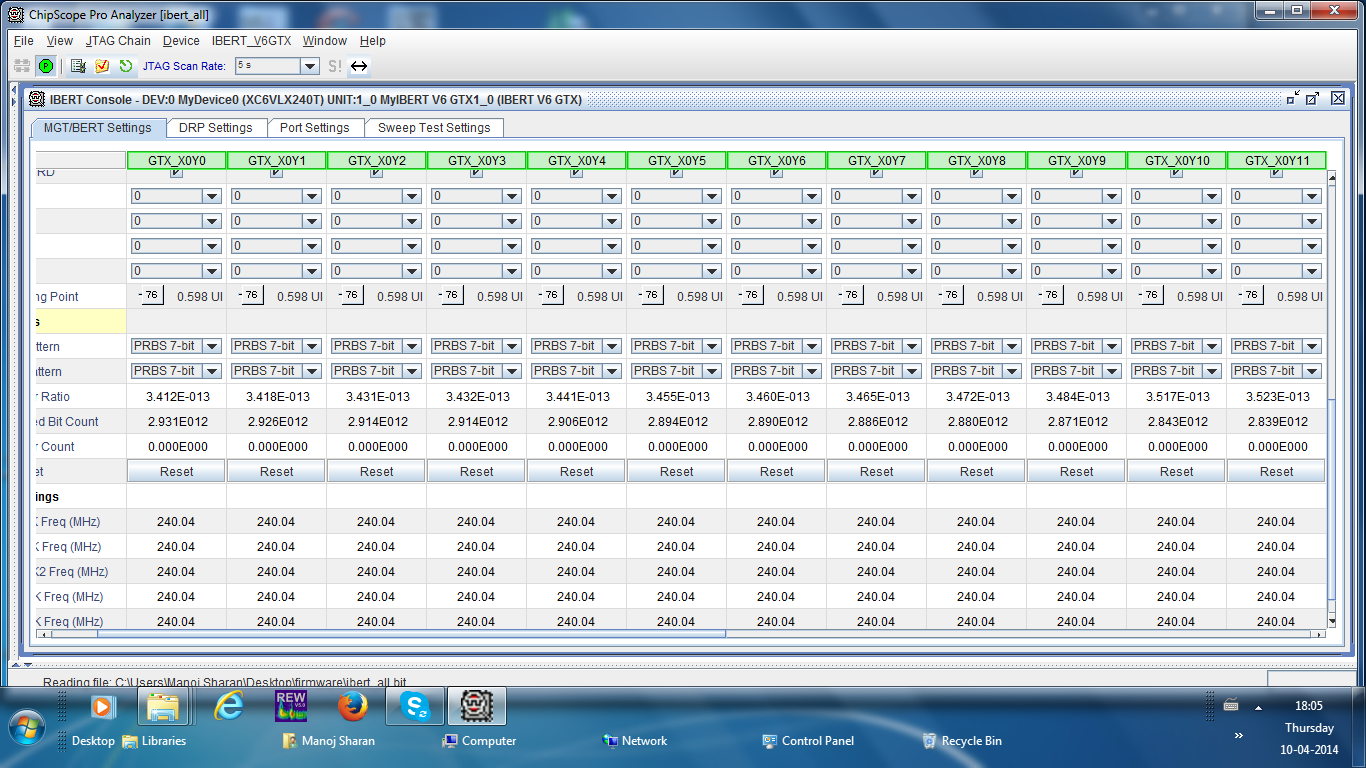 ChipScope Pro Analyzer [ibert_all]
File View JTAG Chain Device IBERT_V6GTX Window Help
JTAG Scan Rate: 5 s S!
IBERT Console - DEV:0 MyDevice0 (XC6VLX240T) UNIT:1_0 MyIBERT V6 GTX1_0 (IBERT V6 GTX)
MGT/BERT Settings DRP Settings Port Settings Sweep Test Settings
GTX_X0Y0 GTX_X0Y1 GTX_X0Y2 GTX_X0Y3 GTX_X0Y4 GTX_X0Y5 GTX_X0Y6 GTX_X0Y7 GTX_X0Y8 GTX_X0Y9 GTX_X0Y10 GTX_X0Y11
RD
0 0 0 0 0 0 0 0 0 0 0 0
0 0 0 0 0 0 0 0 0 0 0 0
0 0 0 0 0 0 0 0 0 0 0 0
0 0 0 0 0 0 0 0 0 0 0 0
ng Point - 76 0.598 UI - 76 0.598 UI - 76 0.598 UI - 76 0.598 UI - 76 0.598 UI - 76 0.598 UI - 76 0.598 UI - 76 0.598 UI - 76 0.598 UI - 76 0.598 UI - 76 0.598 UI - 76 0.598 UI
s
ttern PRBS 7-bit PRBS 7-bit PRBS 7-bit PRBS 7-bit PRBS 7-bit PRBS 7-bit PRBS 7-bit PRBS 7-bit PRBS 7-bit PRBS 7-bit PRBS 7-bit PRBS 7-bit
attern PRBS 7-bit PRBS 7-bit PRBS 7-bit PRBS 7-bit PRBS 7-bit PRBS 7-bit PRBS 7-bit PRBS 7-bit PRBS 7-bit PRBS 7-bit PRBS 7-bit PRBS 7-bit
r Ratio 3.412E-013 3.418E-013 3.431E-013 3.432E-013 3.441E-013 3.455E-013 3.460E-013 3.465E-013 3.472E-013 3.484E-013 3.517E-013 3.523E-013
ed Bit Count 2.931E012 2.926E012 2.914E012 2.914E012 2.906E012 2.894E012 2.890E012 2.886E012 2.880E012 2.871E012 2.843E012 2.839E012
r Count 0.000E000 0.000E000 0.000E000 0.000E000 0.000E000 0.000E000 0.000E000 0.000E000 0.000E000 0.000E000 0.000E000 0.000E000
et Reset Reset Reset Reset Reset Reset Reset Reset Reset Reset Reset Reset
ings
K Freq (MHz) 240.04 240.04 240.04 240.04 240.04 240.04 240.04 240.04 240.04 240.04 240.04 240.04
K Freq (MHz) 240.04 240.04 240.04 240.04 240.04 240.04 240.04 240.04 240.04 240.04 240.04 240.04
K2 Freq (MHz) 240.04 240.04 240.04 240.04 240.04 240.04 240.04 240.04 240.04 240.04 240.04 240.04
K Freq (MHz) 240.04 240.04 240.04 240.04 240.04 240.04 240.04 240.04 240.04 240.04 240.04 240.04
K Freq (MHz) 240.04 240.04 240.04 240.04 240.04 240.04 240.04 240.04 240.04 240.04 240.04 240.04
Reading file: C:\Users\Manoj Sharan\Desktop\firmware\ibert_all.bit
REW
V5.0
18:05
Thursday
10-04-2014
Desktop Libraries Manoj Sharan Computer Network Control Panel Recycle Bin